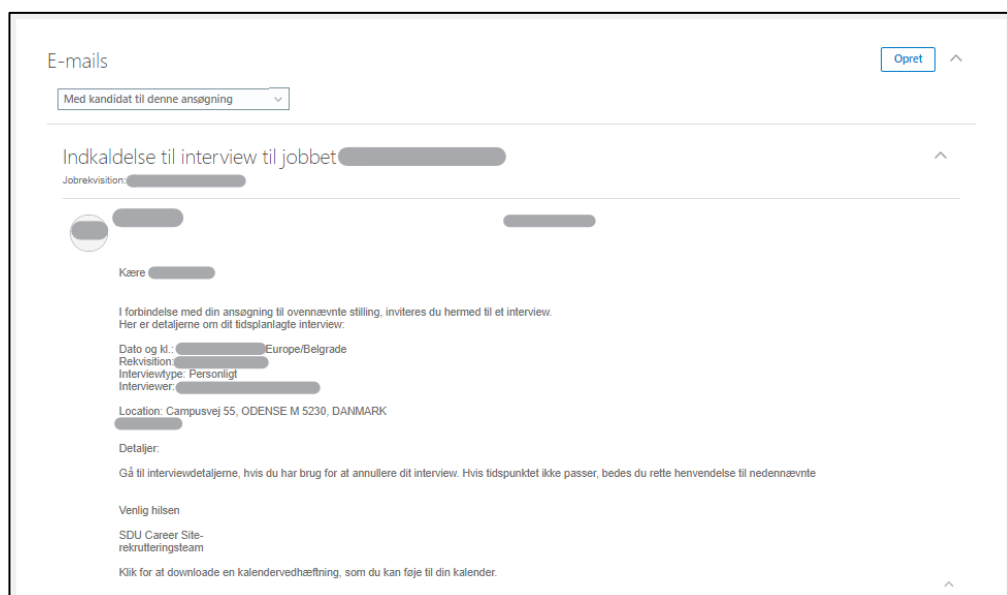 E-mails
Opret
Med kandidat til denne ansøgning
Indkaldelse til interview til jobbet
Jobrekvisition:
Kære
I forbindelse med din ansøgning til ovennævnte stilling, inviteres du hermed til et interview.
Her er detaljerne om dit tidsplanlagte interview:
Dato og kl.: Europe/Belgrade
Rekvisition:
Interviewtype: Personligt
Interviewer:
Location: Campusvej 55, ODENSE M 5230, DANMARK
Detaljer:
Gå til interviewdetaljerne, hvis du har brug for at annullere dit interview. Hvis tidspunktet ikke passer, bedes du rette henvendelse til nedennævnte
Venlig hilsen
SDU Career Site-
rekrutteringsteam
Klik for at downloade en kalendervedhæftning, som du kan føje til din kalender.